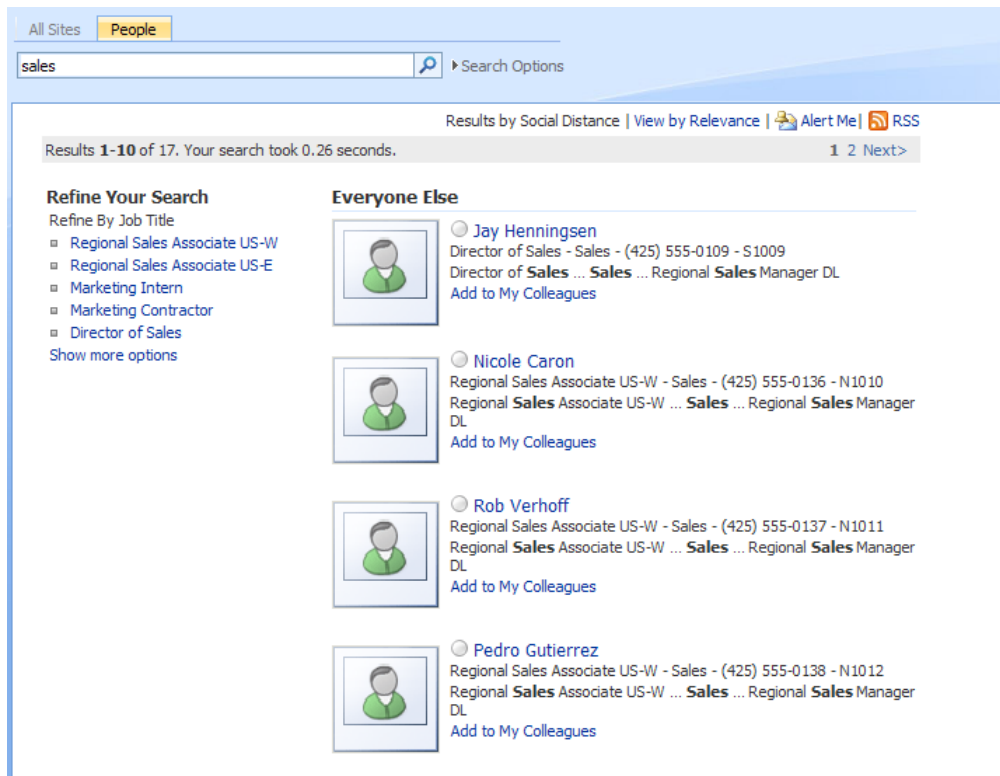 All Sites People
sales Search Options
Results by Social Distance | View by Relevance | Alert Me | RSS
Results 1-10 of 17. Your search took 0.26 seconds. 1 2 Next>
Refine Your Search
Refine By Job Title
Regional Sales Associate US-W
Regional Sales Associate US-E
Marketing Intern
Marketing Contractor
Director of Sales
Show more options
Everyone Else
Jay Henningsen
Director of Sales - Sales - (425) 555-0109 - S1009
Director of Sales ... Sales ... Regional Sales Manager DL
Add to My Colleagues
Nicole Caron
Regional Sales Associate US-W - Sales - (425) 555-0136 - N1010
Regional Sales Associate US-W ... Sales ... Regional Sales Manager
DL
Add to My Colleagues
Rob Verhoff
Regional Sales Associate US-W - Sales - (425) 555-0137 - N1011
Regional Sales Associate US-W ... Sales ... Regional Sales Manager
DL
Add to My Colleagues
Pedro Gutierrez
Regional Sales Associate US-W - Sales - (425) 555-0138 - N1012
Regional Sales Associate US-W ... Sales ... Regional Sales Manager
DL
Add to My Colleagues